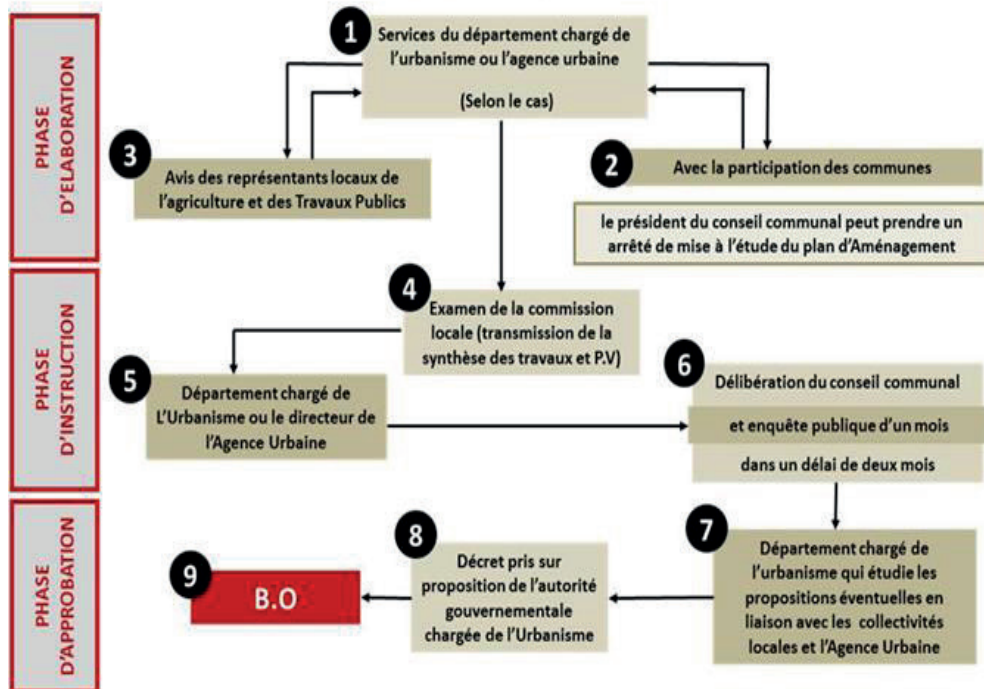 PHASE
D'ELABORATION
1
Services du département chargé de
l'urbanisme ou l'agence urbaine
(Selon le cas)
3
Avis des représentants locaux de
l'agriculture et des Travaux Publics
2
Avec la participation des communes
le président du conseil communal peut prendre un
arrêté de mise à l'étude du plan d'Aménagement
PHASE
D'INSTRUCTION
4
Examen de la commission
locale (transmission de la
synthèse des travaux et P.V)
5
Département chargé de
L'Urbanisme ou le directeur de
l'Agence Urbaine
6
Délibération du conseil communal
et enquête publique d'un mois
dans un délai de deux mois
PHASE
D'APPROBATION
7
Département chargé de
l'urbanisme qui étudie les
propositions éventuelles en
liaison avec les collectivités
locales et l'Agence Urbaine
8
Décret pris sur
proposition de l'autorité
gouvernementale
chargée de l'Urbanisme
9
B.O